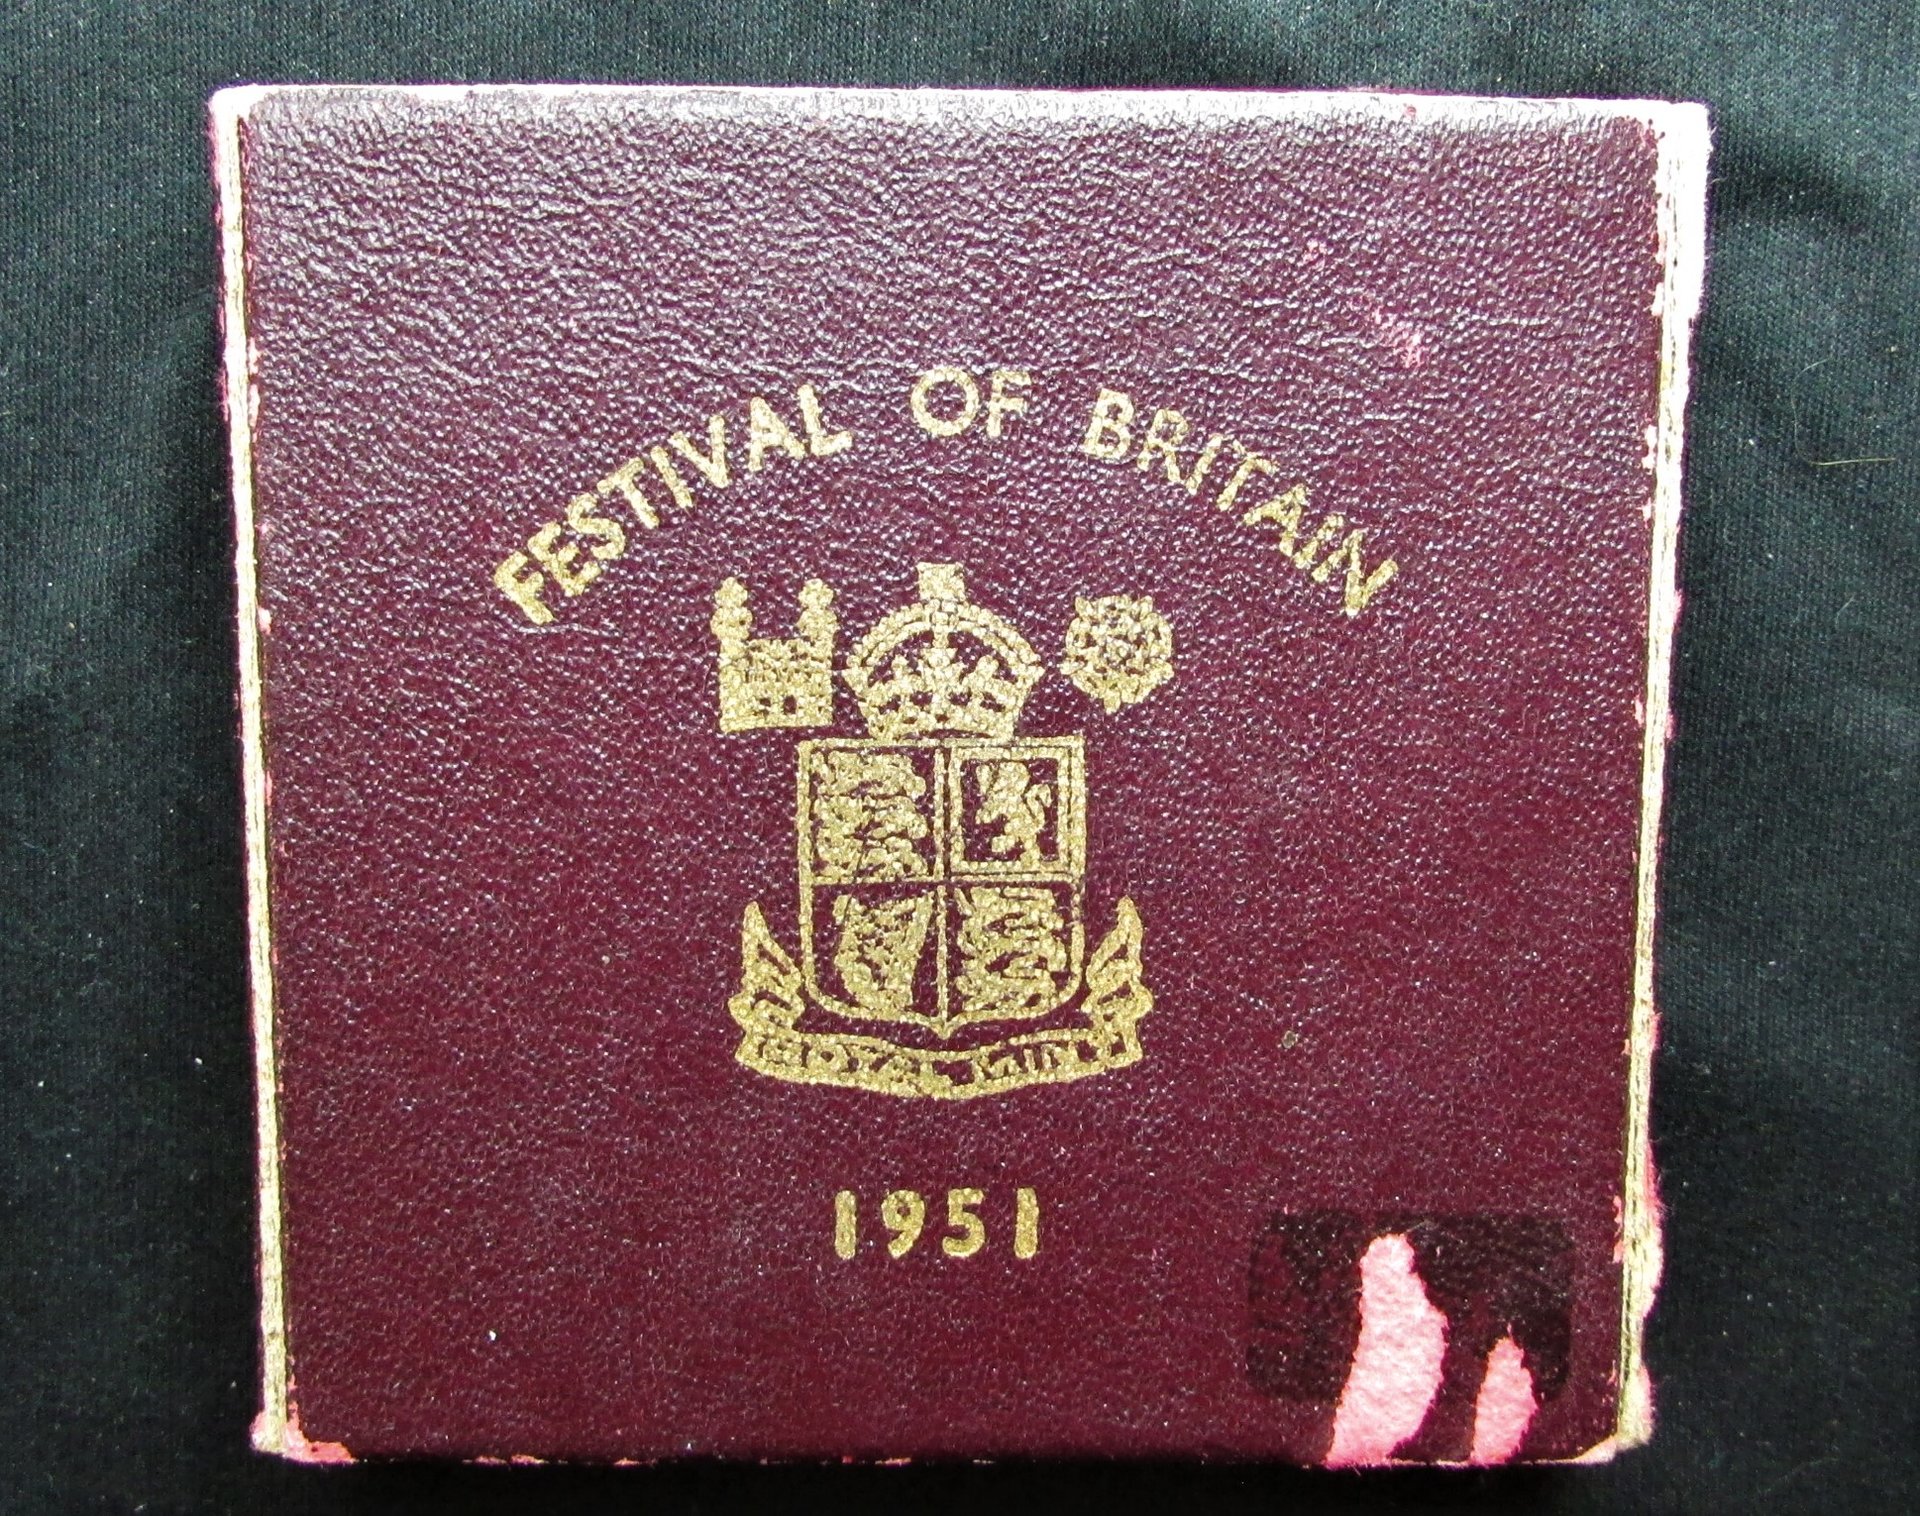 FESTIVAL OF BRITAIN
ROYAL MINT
1951